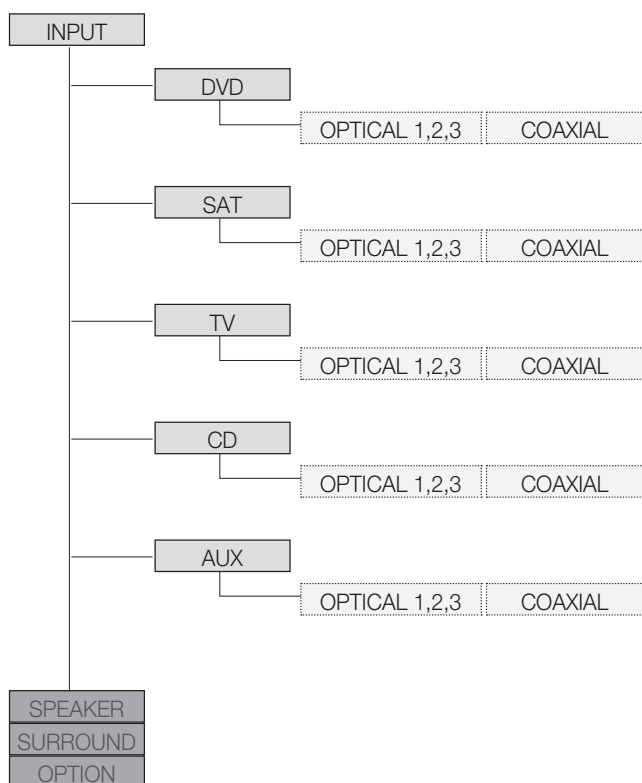 INPUT
DVD
OPTICAL 1,2,3 COAXIAL
SAT
OPTICAL 1,2,3 COAXIAL
TV
OPTICAL 1,2,3 COAXIAL
CD
OPTICAL 1,2,3 COAXIAL
AUX
OPTICAL 1,2,3 COAXIAL
SPEAKER
SURROUND
OPTION